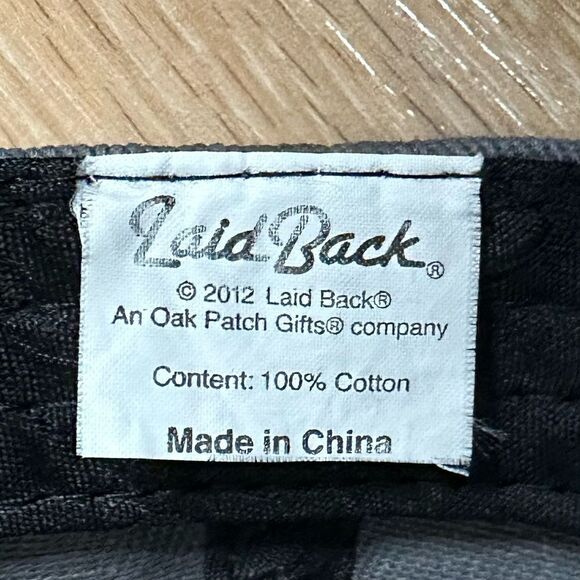 Laid Back®
© 2012 Laid Back®
An Oak Patch Gifts® company
Content: 100% Cotton
Made in China